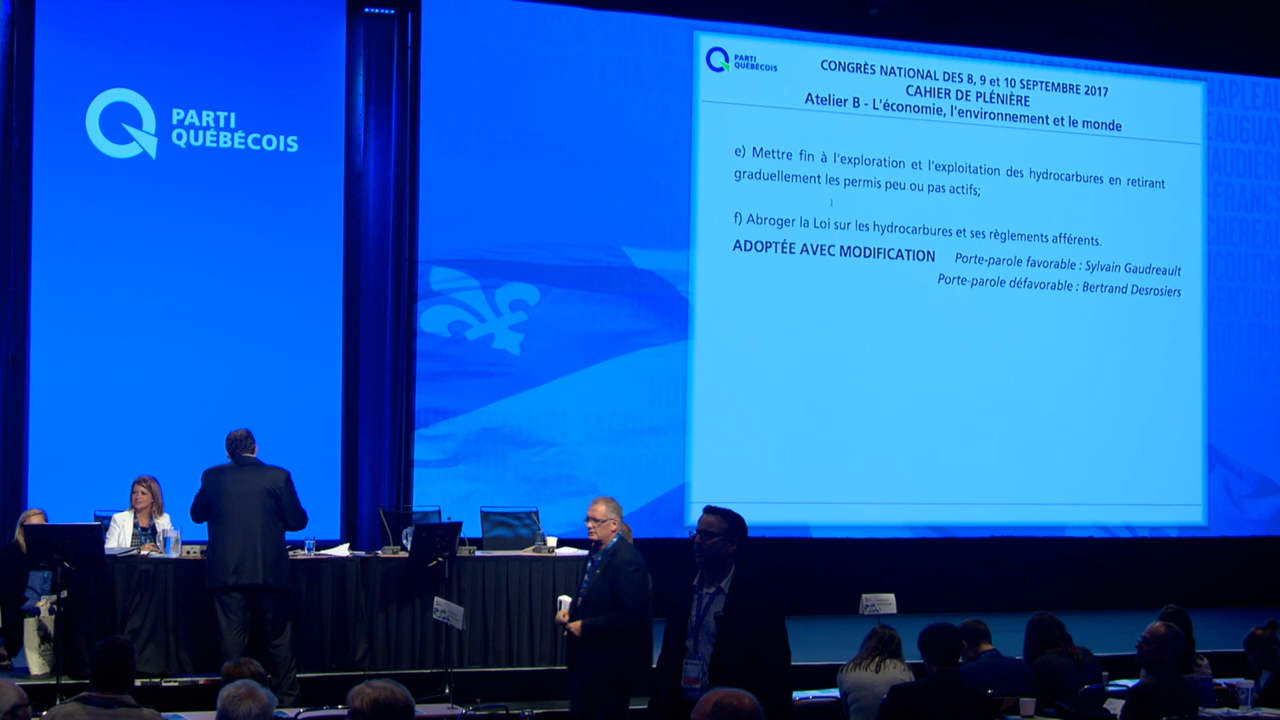 PARTI
QUÉBÉCOIS
PARTI
QUÉBÉCOIS
CONGRÈS NATIONAL DES 8, 9 et 10 SEPTEMBRE 2017
CAHIER DE PLÉNIÈRE
Atelier B - L'économie, l'environnement et le monde
e) Mettre fin à l'exploration et l'exploitation des hydrocarbures en retirant
graduellement les permis peu ou pas actifs;
f) Abroger la Loi sur les hydrocarbures et ses règlements afférents.
ADOPTÉE AVEC MODIFICATION Porte-parole favorable : Sylvain Gaudreault
Porte-parole défavorable : Bertrand Desrosiers